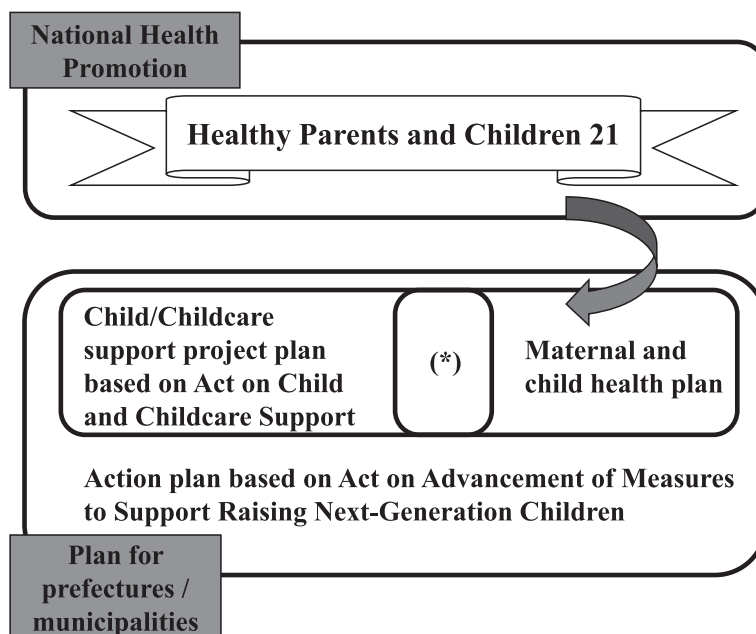 National Health
Promotion
Healthy Parents and Children 21
Child/Childcare
support project plan
based on Act on Child
and Childcare Support
(*)
Maternal and
child health plan
Action plan based on Act on Advancement of Measures
to Support Raising Next-Generation Children
Plan for
prefectures /
municipalities